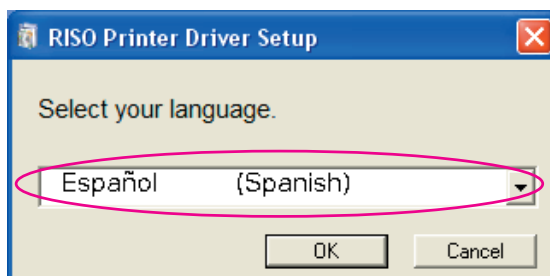 RISO Printer Driver Setup
Select your language.
Español (Spanish)
OK Cancel